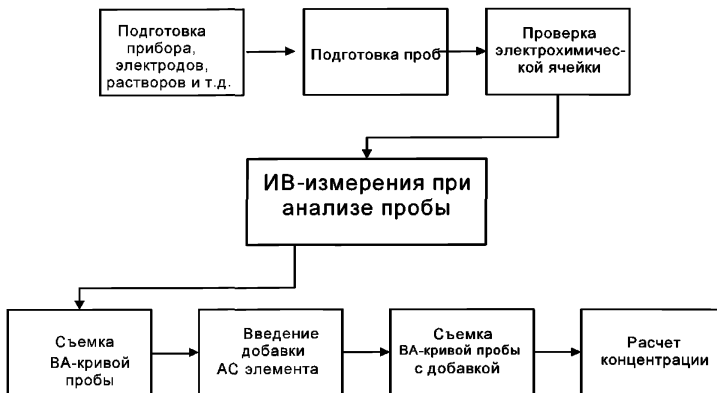 Подготовка
прибора,
электродов,
растворов и т.д.
Подготовка проб
Проверка
электрохимичес-
кой ячейки
ИВ-измерения при
анализе пробы
Съемка
ВА-кривой
пробы
Введение
добавки
АС элемента
Съемка
ВА-кривой пробы
с добавкой
Расчет
концентрации